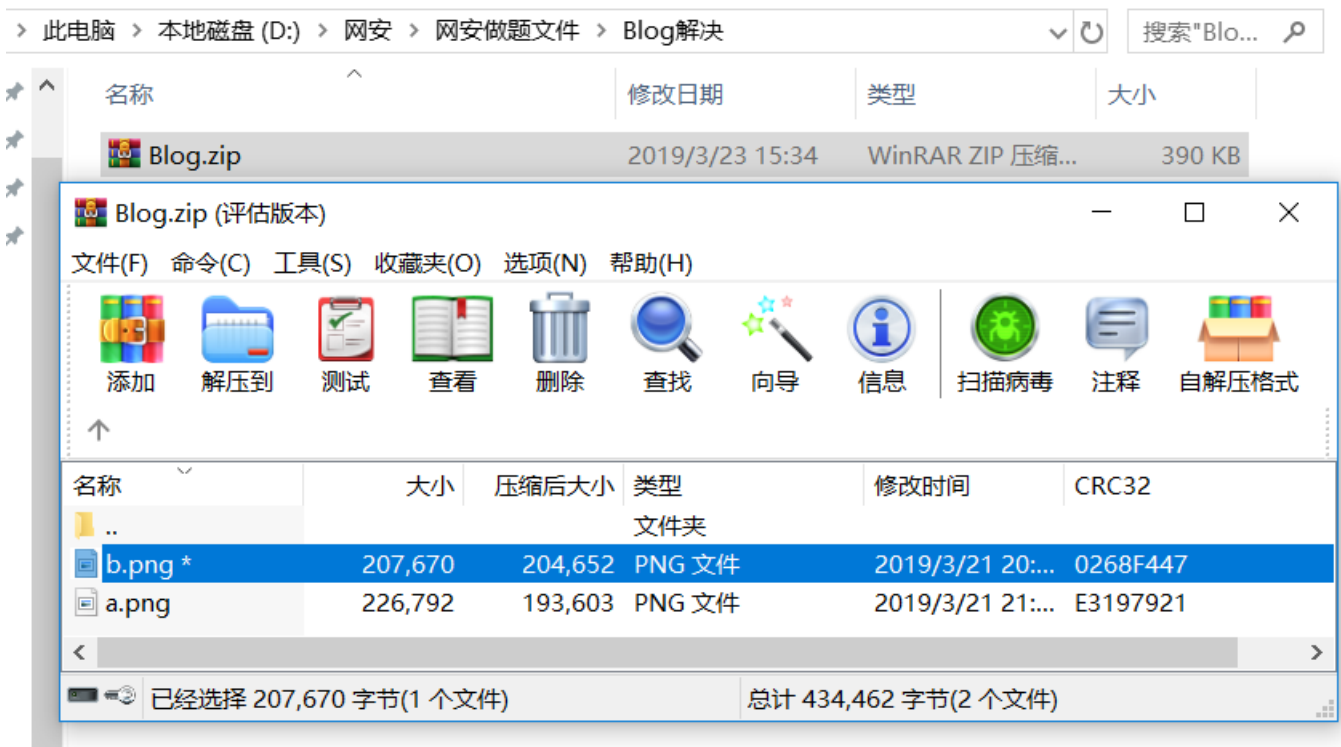 此电脑 > 本地磁盘 (D:) > 网安 > 网安做题文件 > Blog解决 搜索"Blo...
名称 修改日期 类型 大小
Blog.zip 2019/3/23 15:34 WinRAR ZIP 压缩... 390 KB
Blog.zip (评估版本)
文件(F) 命令(C) 工具(S) 收藏夹(O) 选项(N) 帮助(H)
添加 解压到 测试 查看 删除 查找 向导 信息 扫描病毒 注释 自解压格式
名称 大小 压缩后大小 类型 修改时间 CRC32
.. 文件夹
b.png * 207,670 204,652 PNG 文件 2019/3/21 20:... 0268F447
a.png 226,792 193,603 PNG 文件 2019/3/21 21:... E3197921
已经选择 207,670 字节(1 个文件) 总计 434,462 字节(2 个文件)